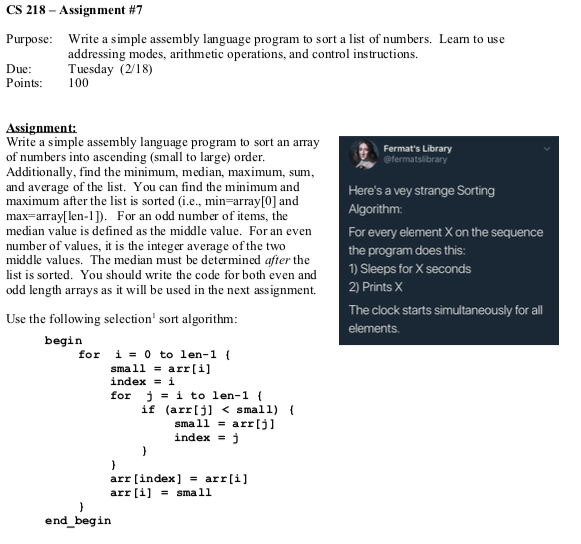 CS 218 – Assignment #7
Purpose: Write a simple assembly language program to sort a list of numbers. Learn to use
addressing modes, arithmetic operations, and control instructions.
Due: Tuesday (2/18)
Points: 100
Assignment:
Write a simple assembly language program to sort an array
of numbers into ascending (small to large) order.
Additionally, find the minimum, median, maximum, sum,
and average of the list. You can find the minimum and
maximum after the list is sorted (i.e., min=array[0] and
max=array[len-1]). For an odd number of items, the
median value is defined as the middle value. For an even
number of values, it is the integer average of the two
middle values. The median must be determined after the
list is sorted. You should write the code for both even and
odd length arrays as it will be used in the next assignment.
Use the following selection¹ sort algorithm:
begin
for i = 0 to len-1 {
small = arr[i]
index = i
for j = i to len-1 {
if (arr[j] < small) {
small = arr[j]
index = j
}
}
arr[index] = arr[i]
arr[i] = small
}
end_begin
Fermat's Library
@fermatslibrary
Here's a vey strange Sorting
Algorithm:
For every element X on the sequence
the program does this:
1) Sleeps for X seconds
2) Prints X
The clock starts simultaneously for all
elements.